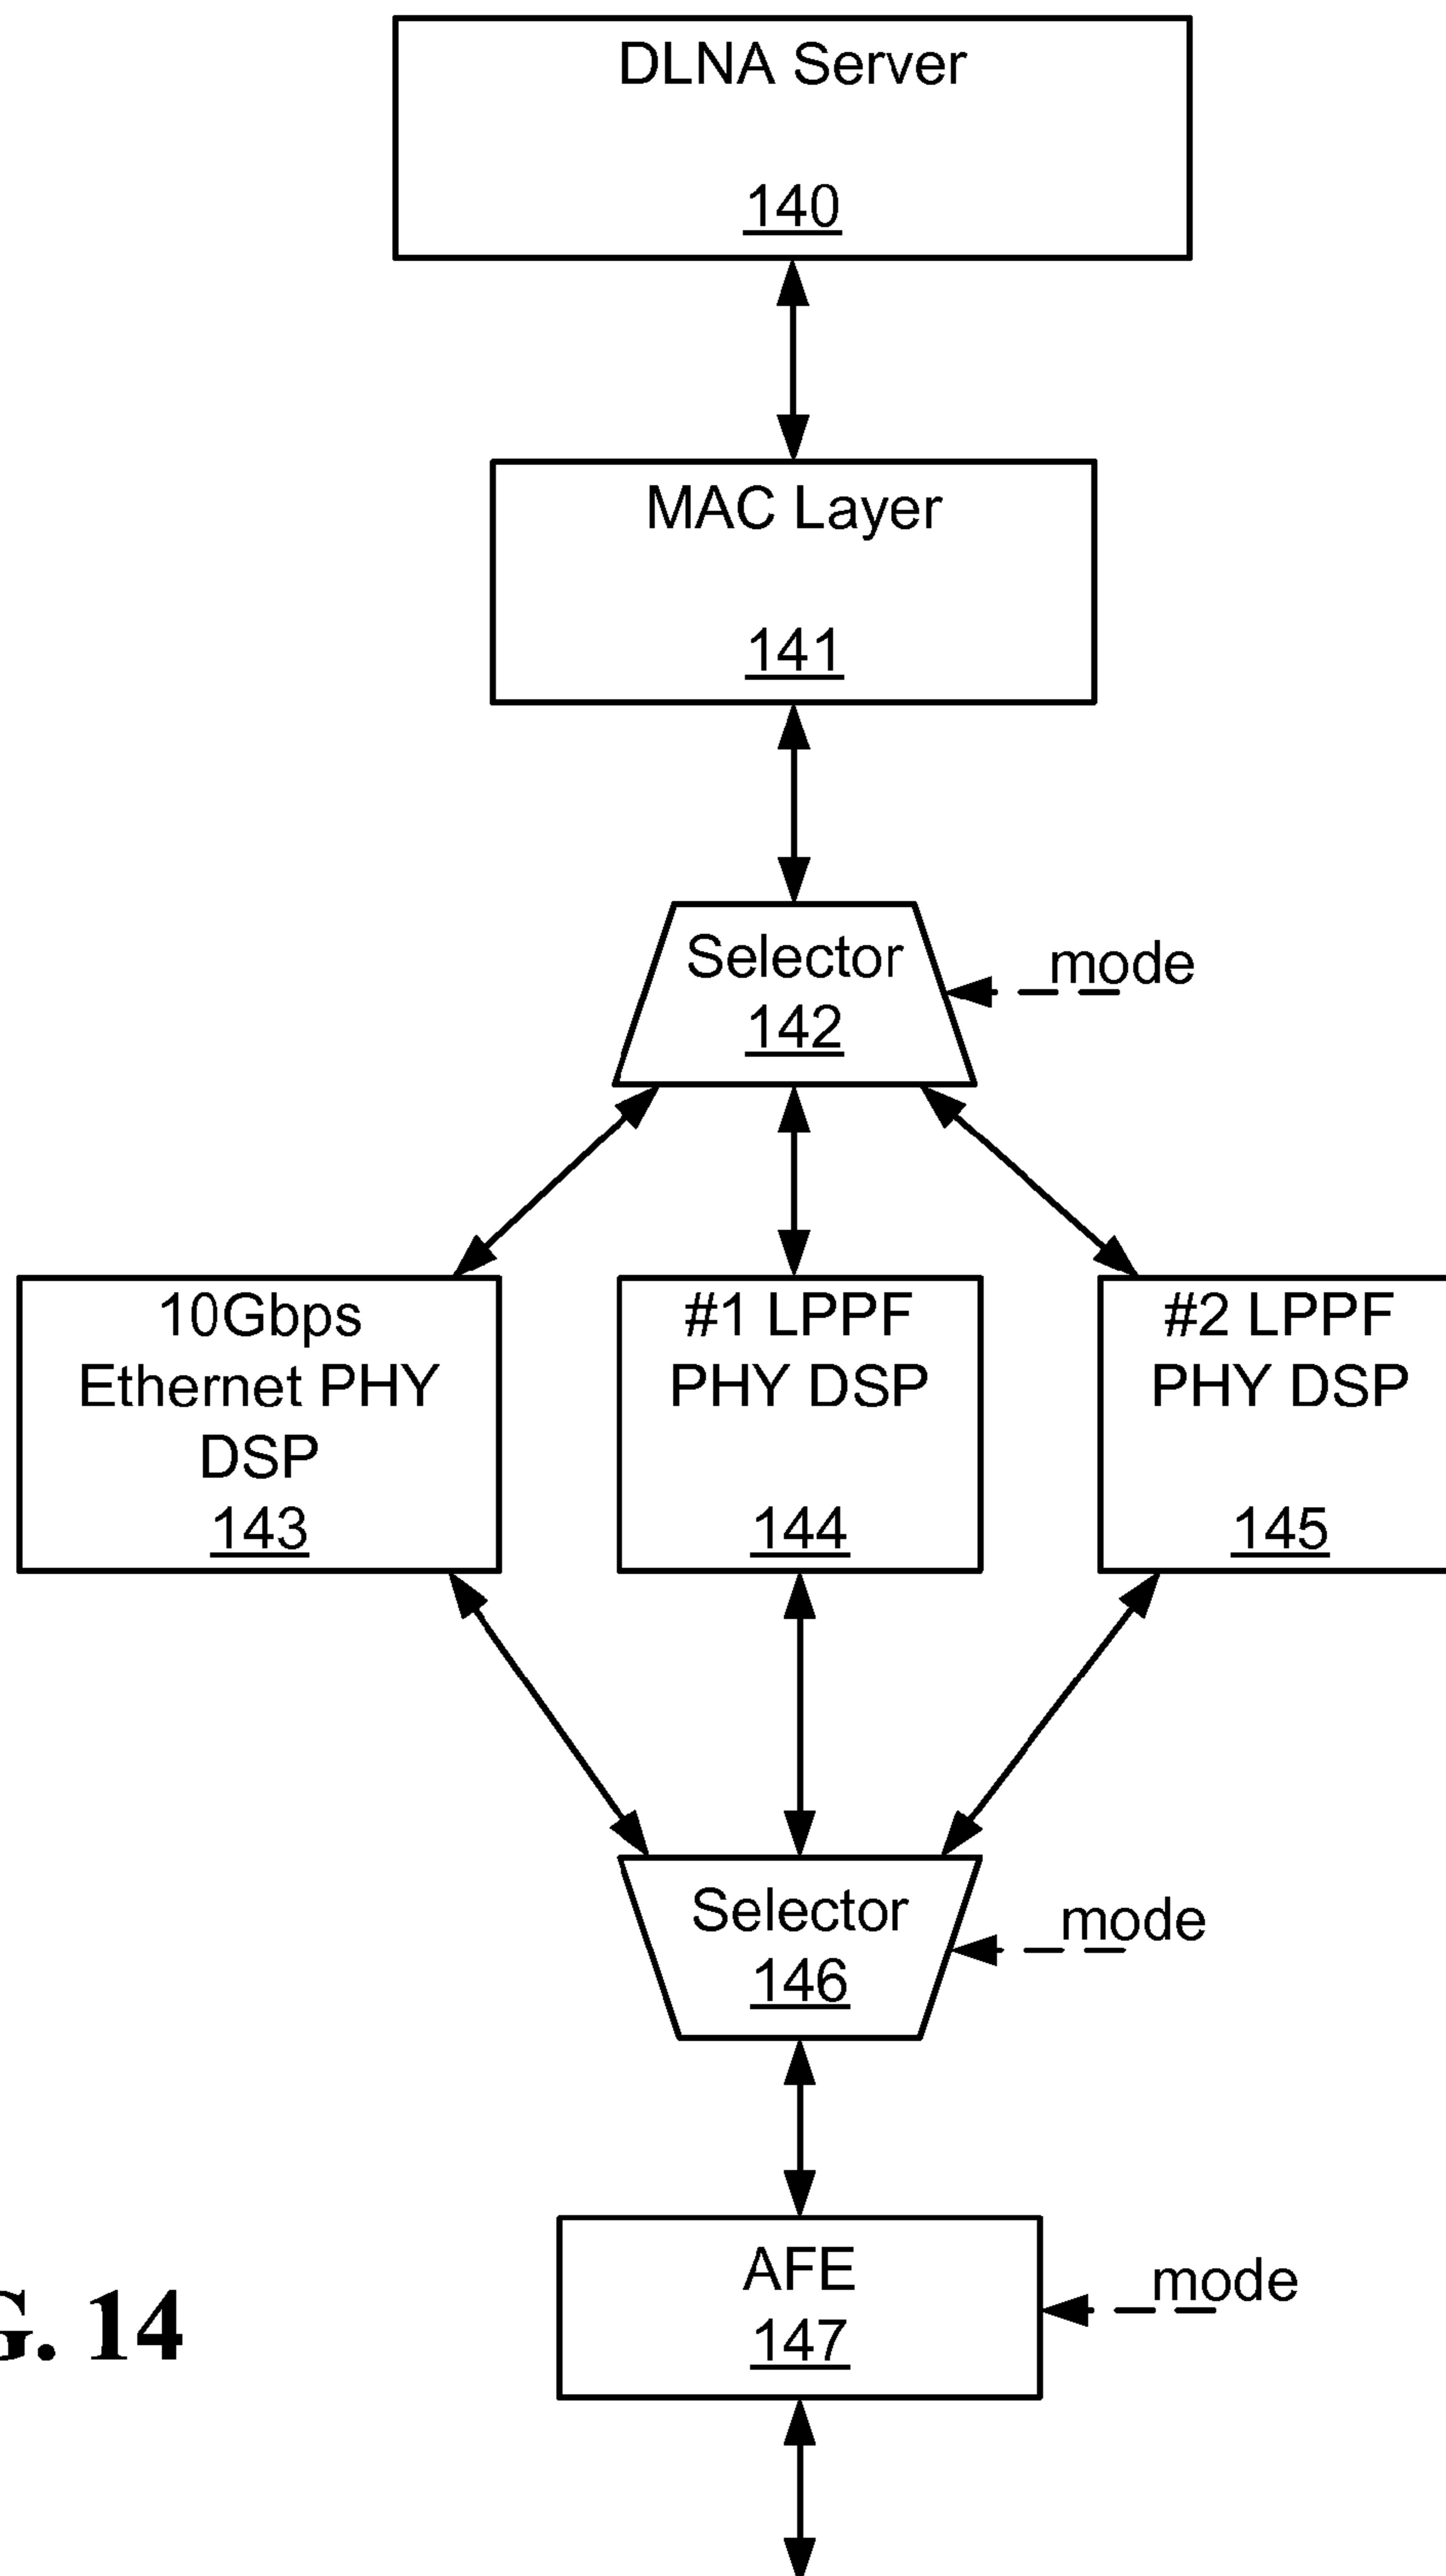 DLNA Server
140
MAC Layer
141
Selector
142
mode
10Gbps
Ethernet PHY
DSP
143
#1 LPPF
PHY DSP
144
#2 LPPF
PHY DSP
145
Selector
146
mode
AFE
147
mode
G. 14